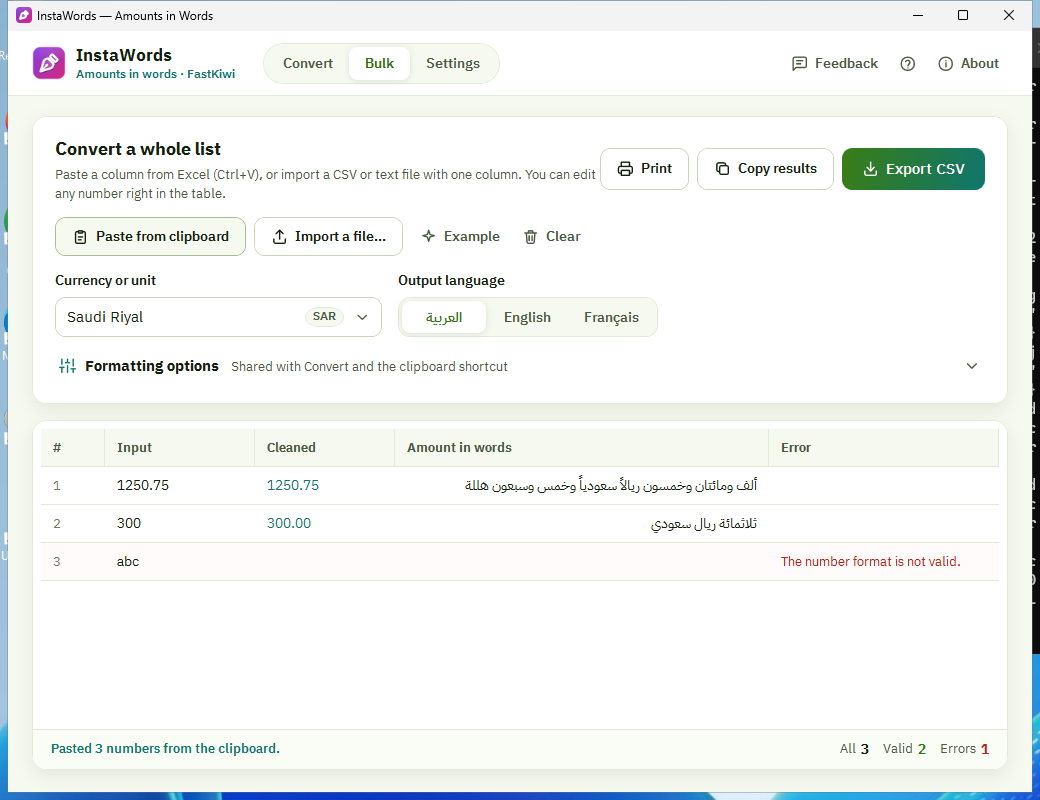 InstaWords — Amounts in Words
InstaWords
Amounts in words · FastKiwi
Convert
Bulk
Settings
Feedback
About
Convert a whole list
Paste a column from Excel (Ctrl+V), or import a CSV or text file with one column. You can edit
any number right in the table.
Print
Copy results
Export CSV
Paste from clipboard
Import a file...
Example
Clear
Currency or unit
Output language
Saudi Riyal SAR
العربية
English
Français
Formatting options Shared with Convert and the clipboard shortcut
# Input Cleaned Amount in words Error
1 1250.75 1250.75 ألف ومائتان وخمسون ريالاً سعودياً وخمس وسبعون هللة
2 300 300.00 ثلاثمائة ريال سعودي
3 abc The number format is not valid.
Pasted 3 numbers from the clipboard.
All 3 Valid 2 Errors 1